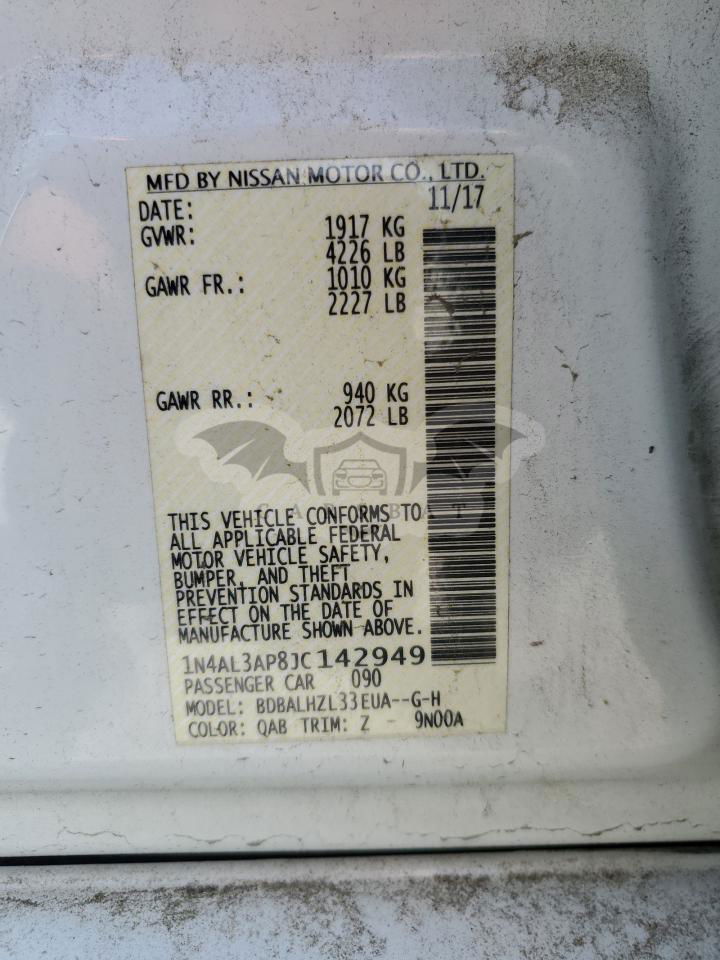 MFD BY NISSAN MOTOR CO., LTD.
DATE: 11/17
GVWR: 1917 KG
4226 LB
GAWR FR.: 1010 KG
2227 LB
GAWR RR.: 940 KG
2072 LB
THIS VEHICLE CONFORMS TO
ALL APPLICABLE FEDERAL
MOTOR VEHICLE SAFETY,
BUMPER, AND THEFT
PREVENTION STANDARDS IN
EFFECT ON THE DATE OF
MANUFACTURE SHOWN ABOVE.
1N4AL3AP8JC142949
PASSENGER CAR 090
MODEL: BDBALHZL33EUA--G-H
COLOR: QAB TRIM: Z - 9N00A